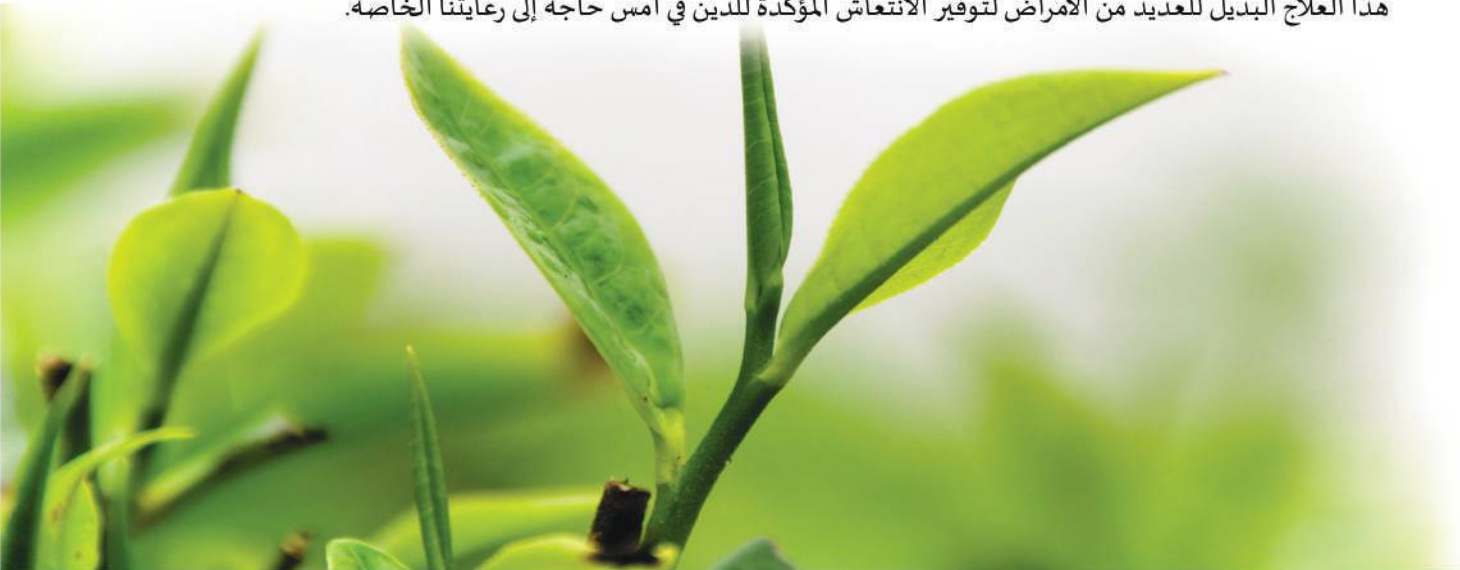 هذا العلاج البديل للعديد من الأمراض لتوفير الانتعاش المؤكدة للذين في أمس حاجة إلى رعايتنا الخاصة.